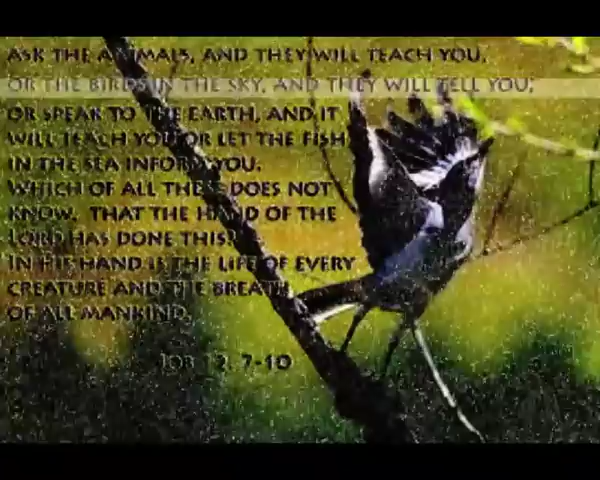 ASK THE ANIMALS, AND THEY WILL TEACH YOU,
OR THE BIRDS IN THE SKY, AND THEY WILL TELL YOU;
OR SPEAK TO THE EARTH, AND IT
WILL TEACH YOU OR LET THE FISH
IN THE SEA INFORM YOU.
WHICH OF ALL THESE DOES NOT
KNOW. THAT THE HAND OF THE
LORD HAS DONE THIS?
IN HIS HAND IS THE LIFE OF EVERY
CREATURE AND THE BREATH
OF ALL MANKIND.
JOB 12, 7-10